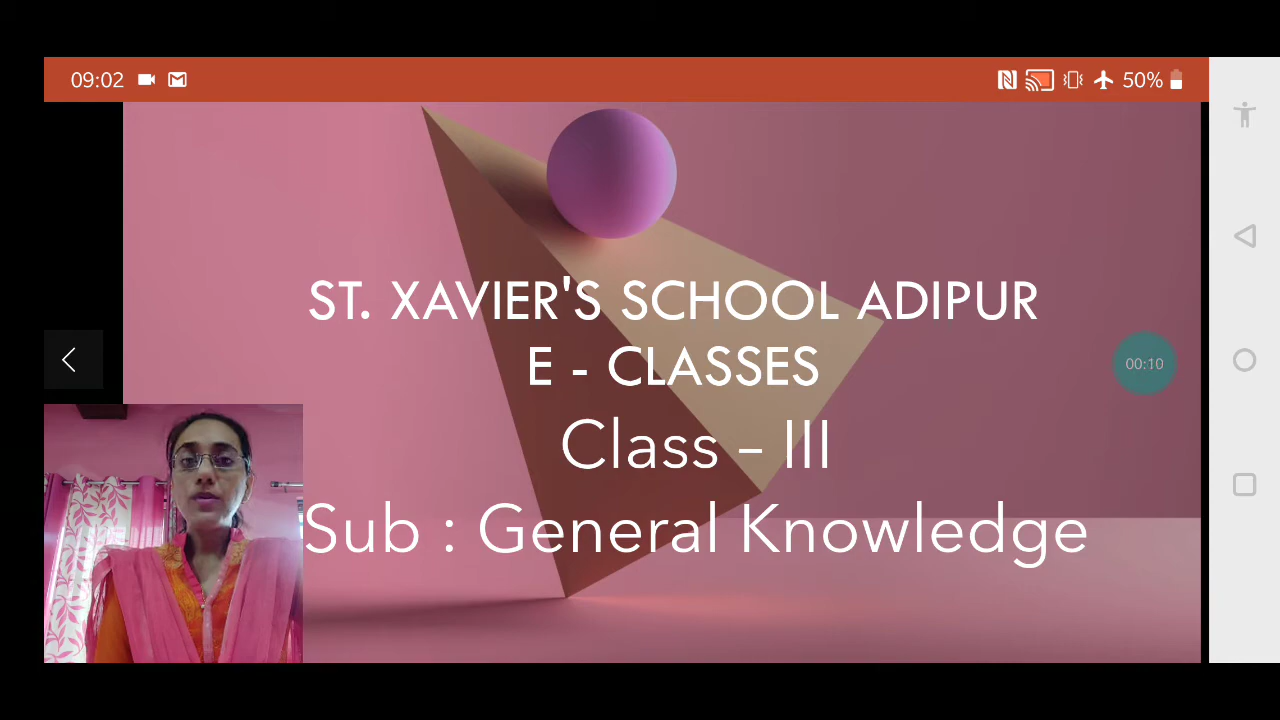 09:02
50%
ST. XAVIER'S SCHOOL ADIPUR
E - CLASSES
00:10
Class – III
Sub : General Knowledge